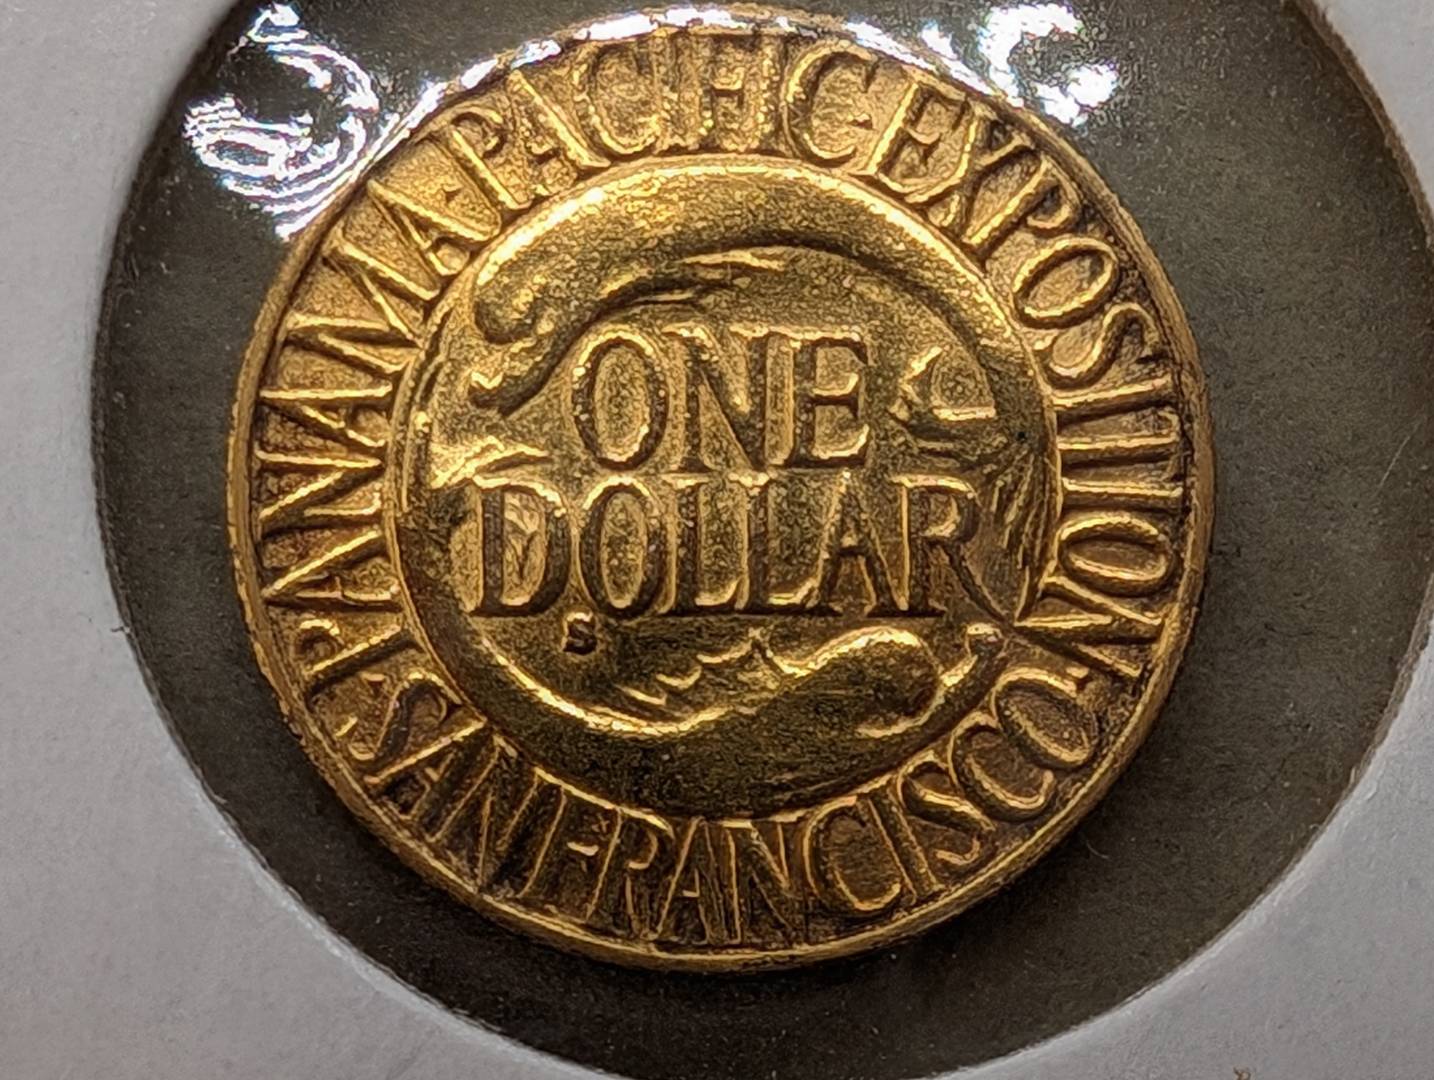 PANAMA-PACIFIC EXPOSITION
ONE
DOLLAR
S
SAN FRANCISCO